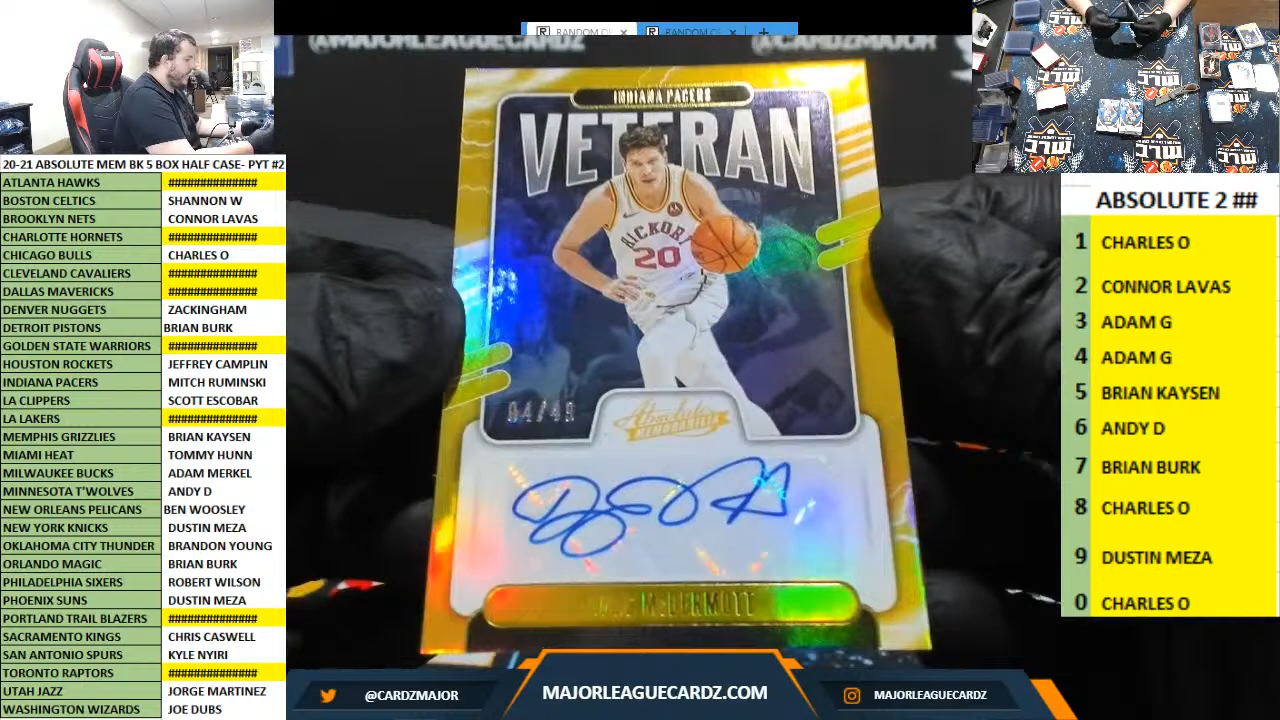 RANDOM
RANDOM
@MAJORLEAGUECARDZ
@CARDZMAJOR
20-21 ABSOLUTE MEM BK 5 BOX HALF CASE- PYT #2
ATLANTA HAWKS ##############
BOSTON CELTICS SHANNON W
BROOKLYN NETS CONNOR LAVAS
CHARLOTTE HORNETS ##############
CHICAGO BULLS CHARLES O
CLEVELAND CAVALIERS ##############
DALLAS MAVERICKS ##############
DENVER NUGGETS ZACKINGHAM
DETROIT PISTONS BRIAN BURK
GOLDEN STATE WARRIORS ##############
HOUSTON ROCKETS JEFFREY CAMPLIN
INDIANA PACERS MITCH RUMINSKI
LA CLIPPERS SCOTT ESCOBAR
LA LAKERS ##############
MEMPHIS GRIZZLIES BRIAN KAYSEN
MIAMI HEAT TOMMY HUNN
MILWAUKEE BUCKS ADAM MERKEL
MINNESOTA T'WOLVES ANDY D
NEW ORLEANS PELICANS BEN WOOSLEY
NEW YORK KNICKS DUSTIN MEZA
OKLAHOMA CITY THUNDER BRANDON YOUNG
ORLANDO MAGIC BRIAN BURK
PHILADELPHIA SIXERS ROBERT WILSON
PHOENIX SUNS DUSTIN MEZA
PORTLAND TRAIL BLAZERS ##############
SACRAMENTO KINGS CHRIS CASWELL
SAN ANTONIO SPURS KYLE NYIRI
TORONTO RAPTORS ##############
UTAH JAZZ JORGE MARTINEZ
WASHINGTON WIZARDS JOE DUBS
INDIANA PACERS
VETERAN
HICKORY
20
04/49
Absolute
MEMORABILIA
MCDERMOTT
ABSOLUTE 2 ##
1 CHARLES O
2 CONNOR LAVAS
3 ADAM G
4 ADAM G
5 BRIAN KAYSEN
6 ANDY D
7 BRIAN BURK
8 CHARLES O
9 DUSTIN MEZA
0 CHARLES O
@CARDZMAJOR
MAJORLEAGUECARDZ.COM
MAJORLEAGUECARDZ